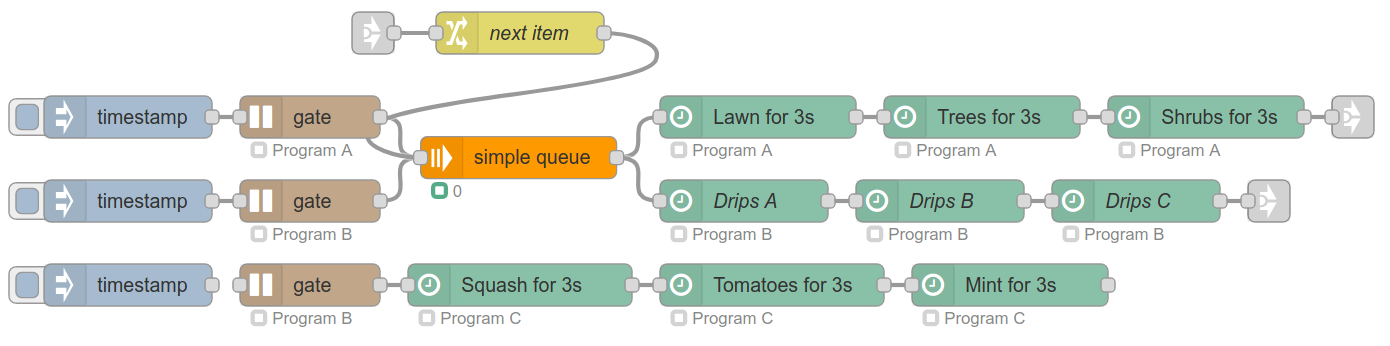 next item
timestamp
gate
Program A
simple queue
0
Lawn for 3s
Program A
Trees for 3s
Program A
Shrubs for 3s
Program A
timestamp
gate
Program B
Drips A
Program B
Drips B
Program B
Drips C
Program B
timestamp
gate
Program B
Squash for 3s
Program C
Tomatoes for 3s
Program C
Mint for 3s
Program C